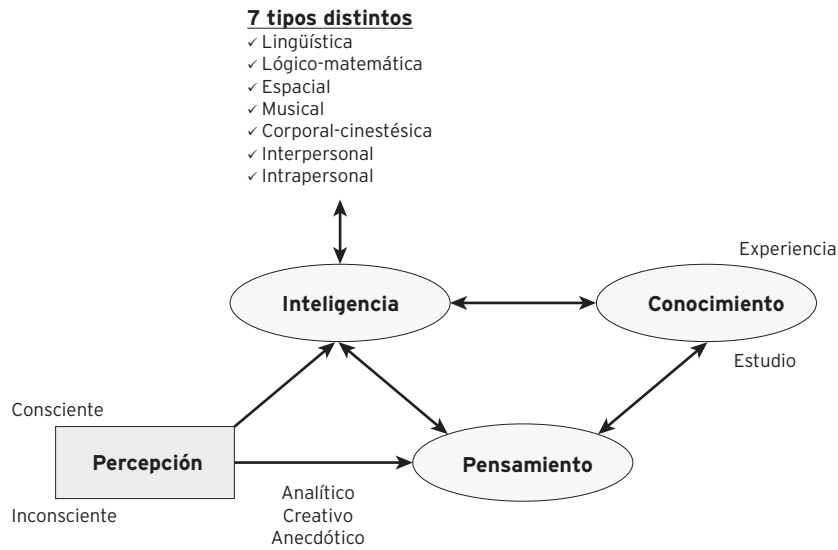 7 tipos distintos
✓ Lingüística
✓ Lógico-matemática
✓ Espacial
✓ Musical
✓ Corporal-cinestésica
✓ Interpersonal
✓ Intrapersonal
Experiencia
Inteligencia
Conocimiento
Estudio
Consciente
Percepción
Pensamiento
Inconsciente
Analítico
Creativo
Anecdótico